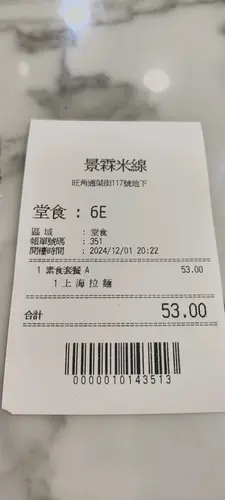 景霖米線
旺角通菜街117號地下
堂食 : 6E
區域 : 堂食
帳單號碼 : 351
開檯時間 : 2024/12/01 20:22
1 素食套餐 A 53.00
1 上海拉麵
合計 53.00
0000010143513